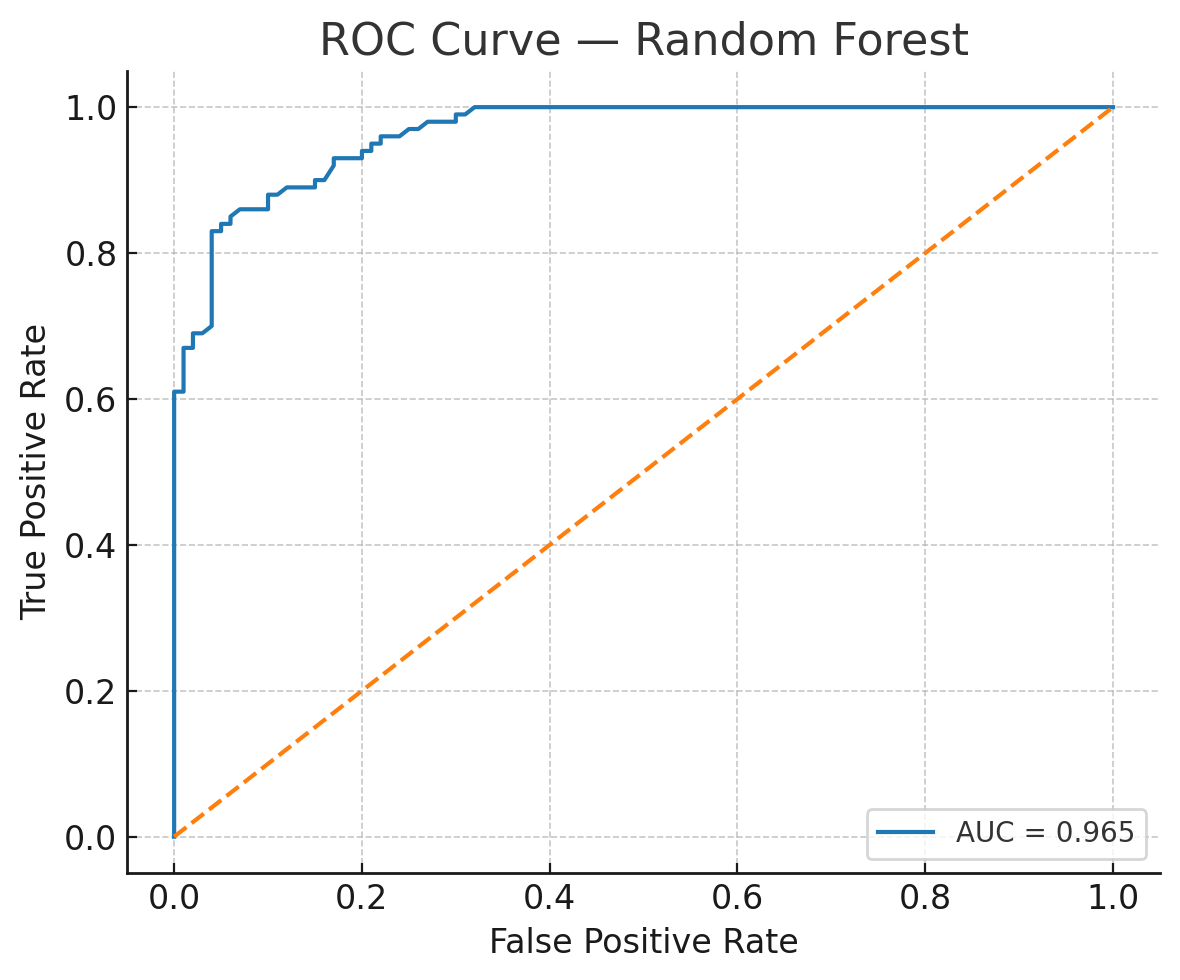 ROC Curve — Random Forest
1.0
0.8
0.6
0.4
0.2
0.0
True Positive Rate
AUC = 0.965
0.0 0.2 0.4 0.6 0.8 1.0
False Positive Rate